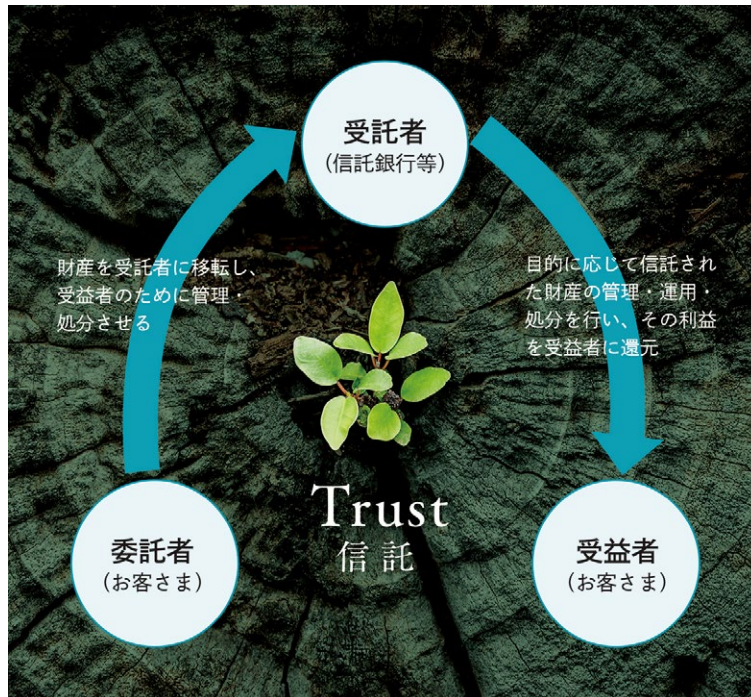 受託者
(信託銀行等)
財産を受託者に移転し、
受益者のために管理・
処分させる
目的に応じて信託され
た財産の管理・運用・
処分を行い、その利益
を受益者に還元
Trust
信託
委託者
(お客さま)
受益者
(お客さま)